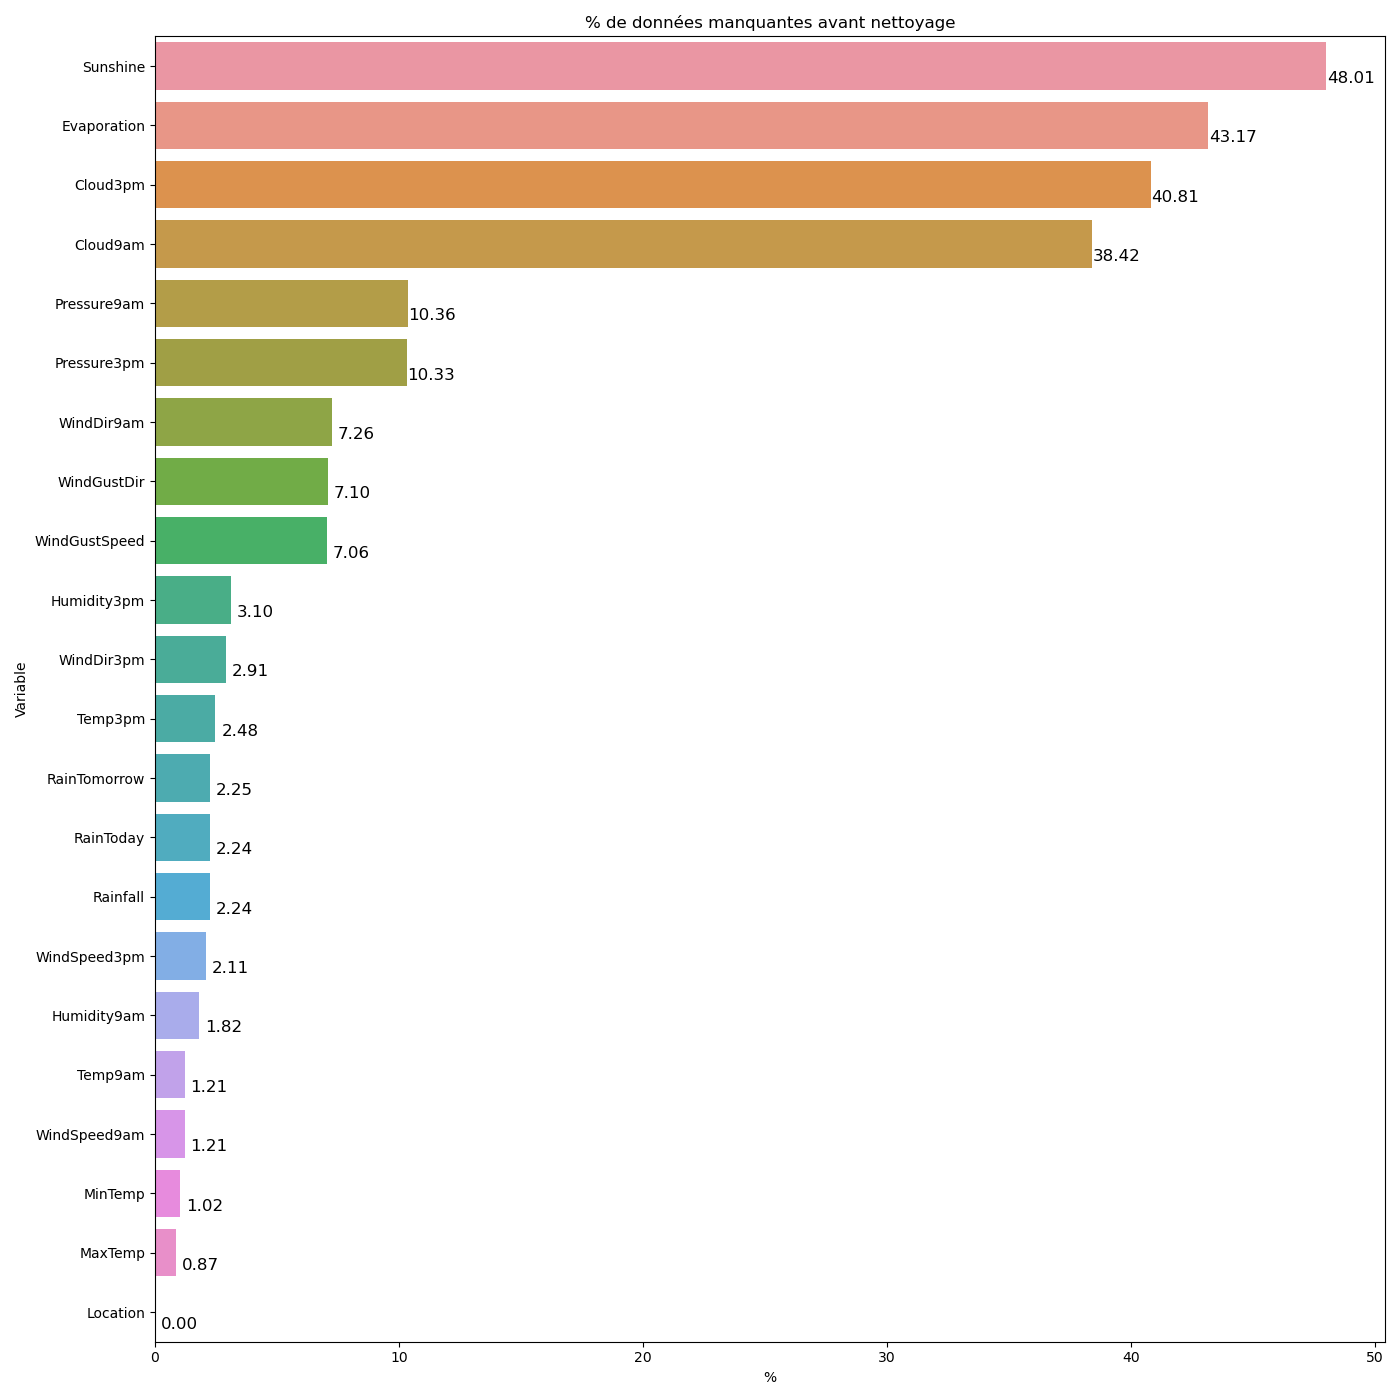 % de données manquantes avant nettoyage
Sunshine 48.01
Evaporation 43.17
Cloud3pm 40.81
Cloud9am 38.42
Pressure9am 10.36
Pressure3pm 10.33
WindDir9am 7.26
WindGustDir 7.10
WindGustSpeed 7.06
Humidity3pm 3.10
WindDir3pm 2.91
Variable
Temp3pm 2.48
RainTomorrow 2.25
RainToday 2.24
Rainfall 2.24
WindSpeed3pm 2.11
Humidity9am 1.82
Temp9am 1.21
WindSpeed9am 1.21
MinTemp 1.02
MaxTemp 0.87
Location 0.00
0 10 20 30 40 50
%